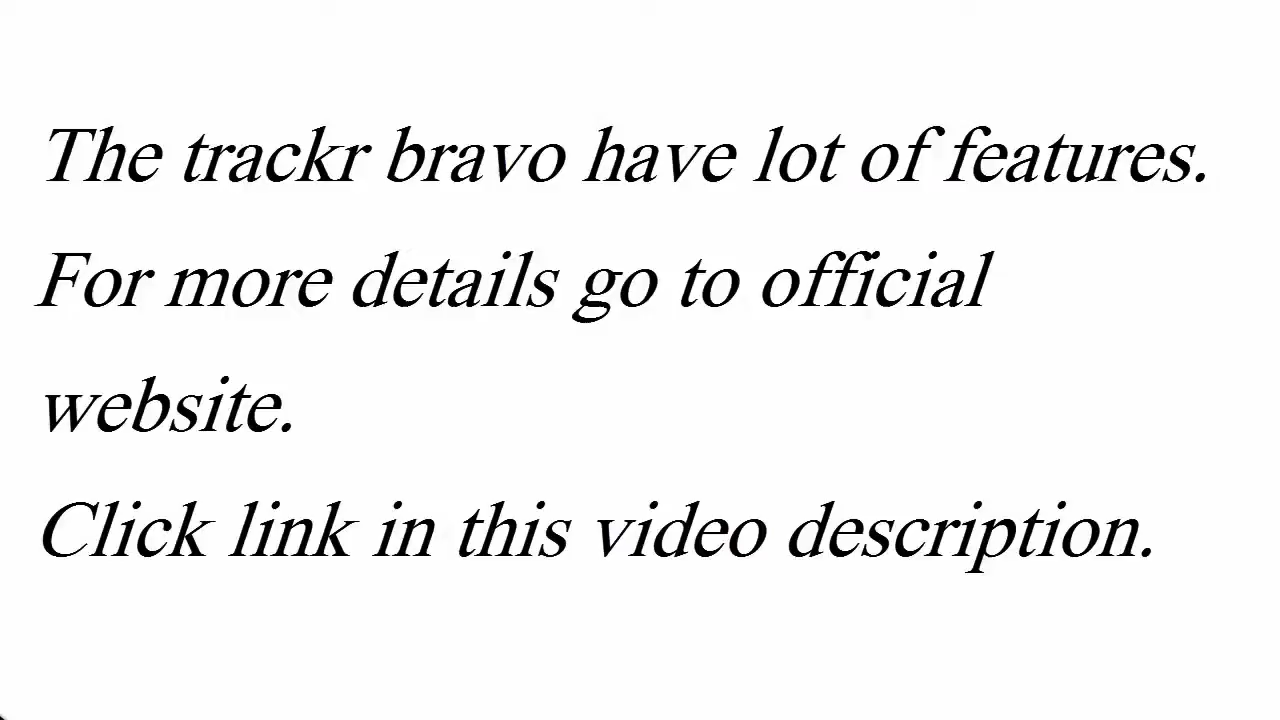 The trackr bravo have lot of features.
For more details go to official
website.
Click link in this video description.